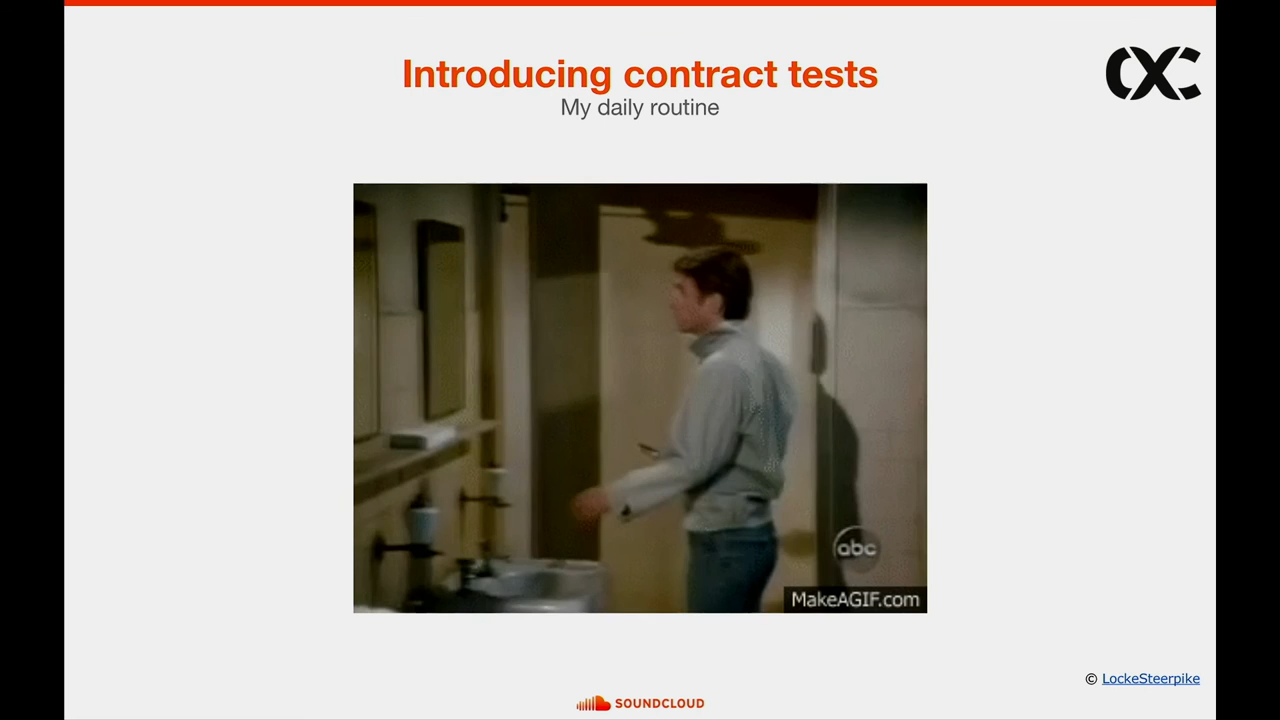 Introducing contract tests
My daily routine
abc
MakeAGIF.com
© LockeSteerpike
SOUNDCLOUD